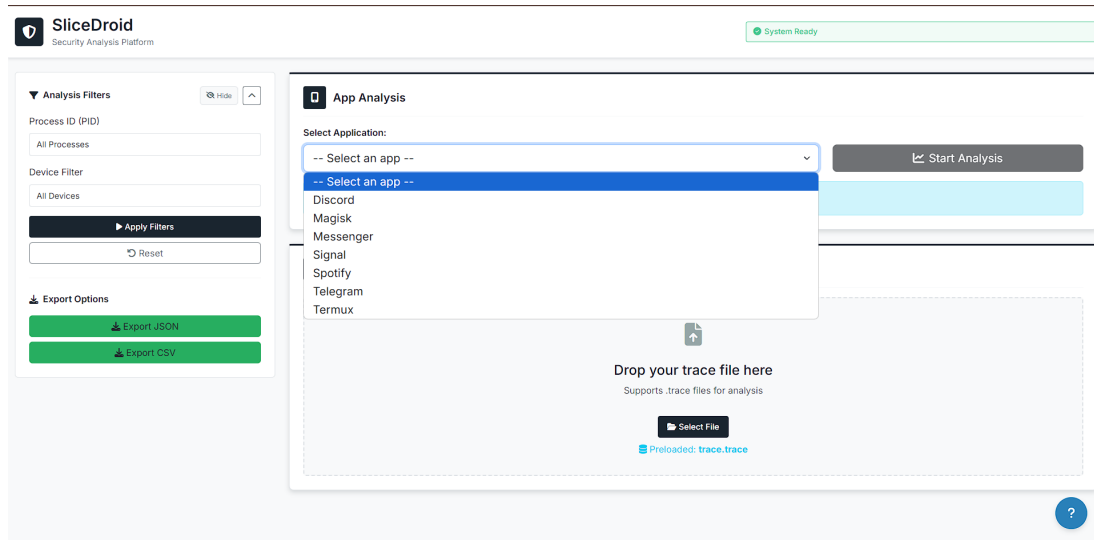 SliceDroid
Security Analysis Platform
System Ready
Analysis Filters
Hide
Process ID (PID)
All Processes
Device Filter
All Devices
Apply Filters
Reset
Export Options
Export JSON
Export CSV
App Analysis
Select Application:
-- Select an app --
Start Analysis
-- Select an app --
Discord
Magisk
Messenger
Signal
Spotify
Telegram
Termux
Drop your trace file here
Supports .trace files for analysis
Select File
Preloaded: trace.trace
?